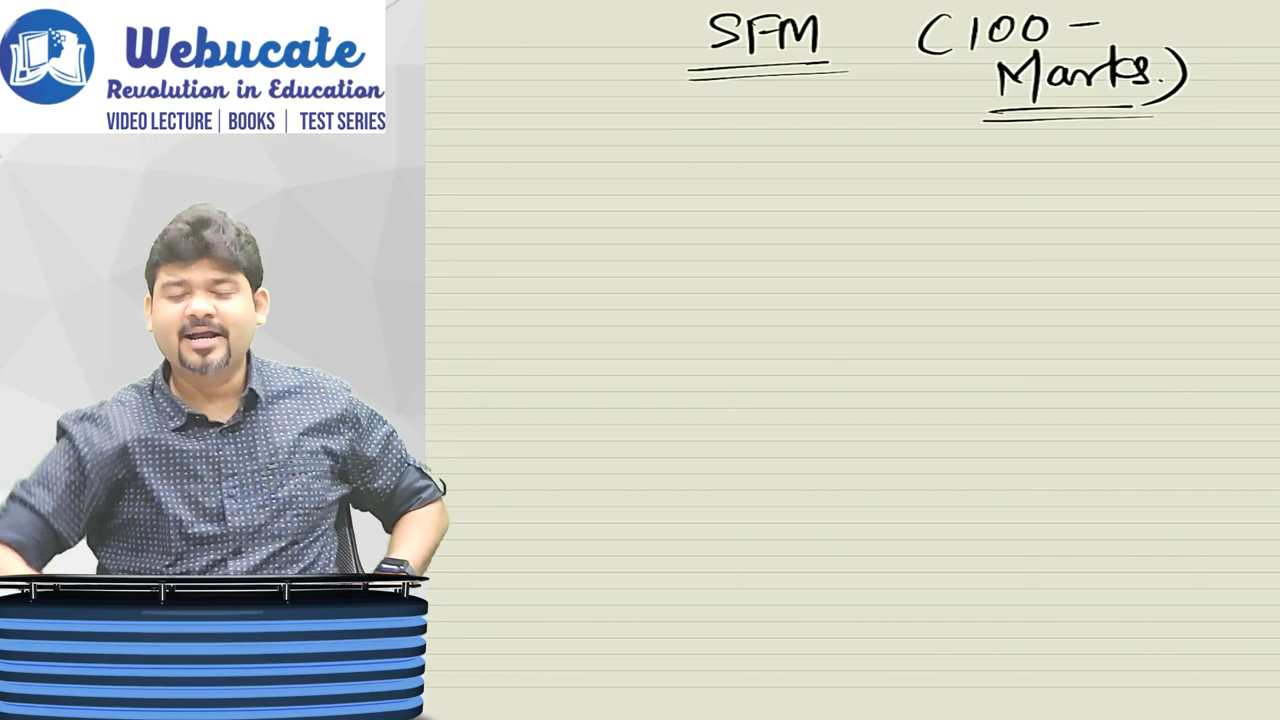 Webucate
Revolution in Education
VIDEO LECTURE | BOOKS | TEST SERIES
SFM (100 -
Marks.)